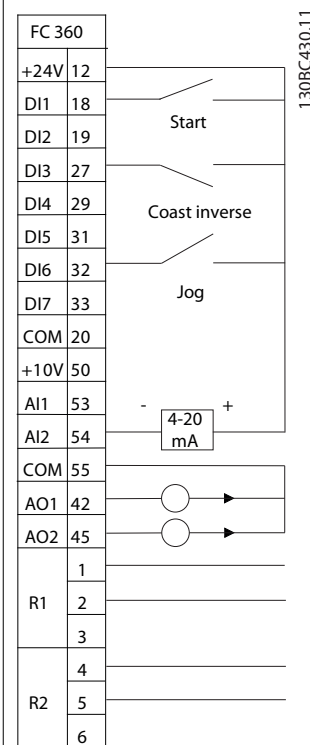 FC 360
130BC430.11
+24V 12
DI1 18
Start
DI2 19
DI3 27
DI4 29
Coast inverse
DI5 31
DI6 32
Jog
DI7 33
COM 20
+10V 50
AI1 53
- 4-20 mA +
AI2 54
COM 55
AO1 42
AO2 45
1
R1 2
3
4
R2 5
6